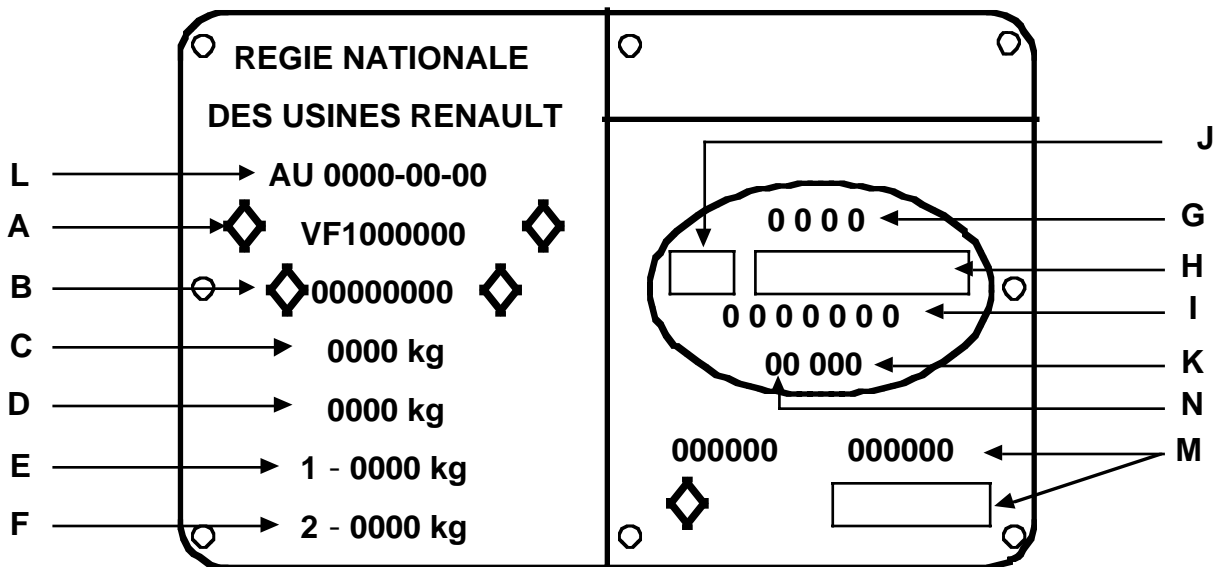 REGIE NATIONALE
DES USINES RENAULT
L
AU 0000-00-00
A
VF1000000
B
00000000
C
0000 kg
D
0000 kg
E
1 - 0000 kg
F
2 - 0000 kg
J
0 0 0 0
G
H
0 0 0 0 0 0 0
I
00 000
K
N
000000 000000
M